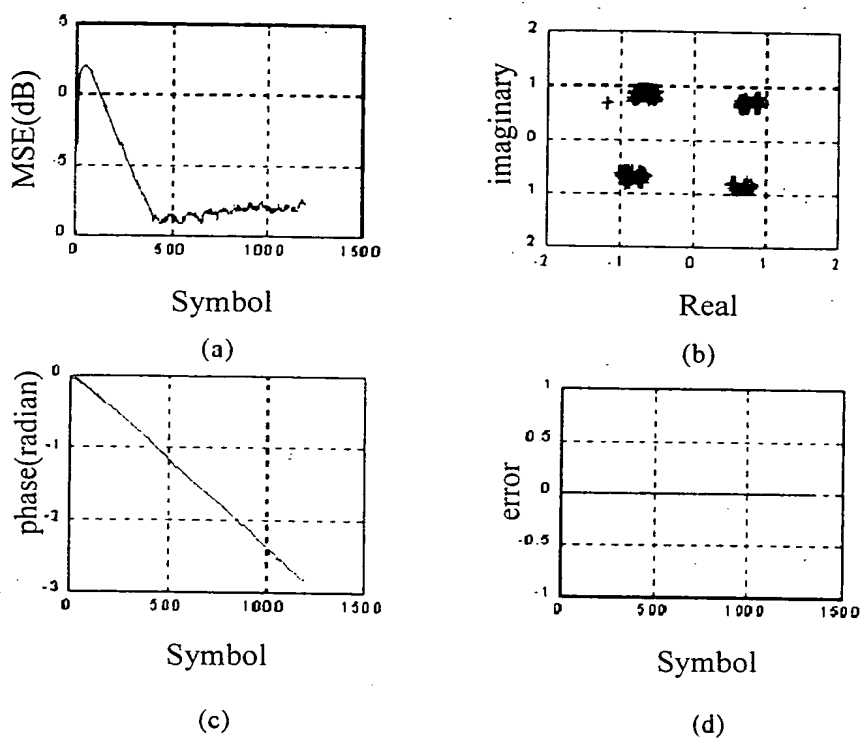 5
0
-5
0
MSE(dB)
0 500 1000 1500
Symbol
(a)
2
1
0
1
2
imaginary
-2 -1 0 1 2
Real
(b)
0
-1
-2
-3
phase(radian)
0 500 1000 1500
Symbol
(c)
1
0.5
0
-0.5
-1
error
0 500 1000 1500
Symbol
(d)